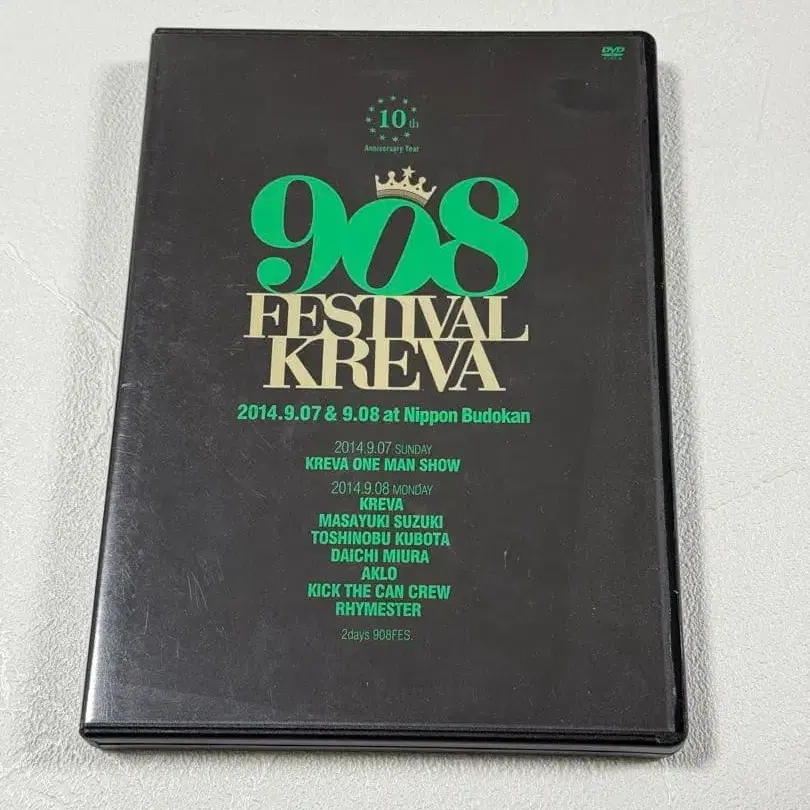 DVD
VIDEO
10th
Anniversary Year
908
FESTIVAL
KREVA
2014.9.07 & 9.08 at Nippon Budokan
2014.9.07 SUNDAY
KREVA ONE MAN SHOW
2014.9.08 MONDAY
KREVA
MASAYUKI SUZUKI
TOSHINOBU KUBOTA
DAICHI MIURA
AKLO
KICK THE CAN CREW
RHYMESTER
2days 908FES.